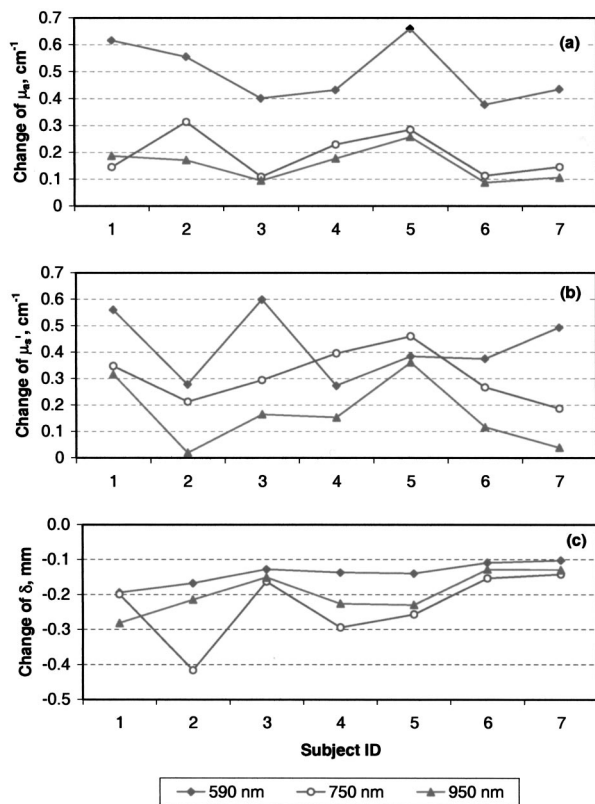 0.7
0.6
0.5
0.4
0.3
0.2
0.1
0
Change of μa, cm-1
(a)
1 2 3 4 5 6 7
0.7
0.6
0.5
0.4
0.3
0.2
0.1
0
Change of μs', cm-1
(b)
1 2 3 4 5 6 7
0.0
-0.1
-0.2
-0.3
-0.4
-0.5
Change of δ, mm
(c)
1 2 3 4 5 6 7
Subject ID
590 nm 750 nm 950 nm